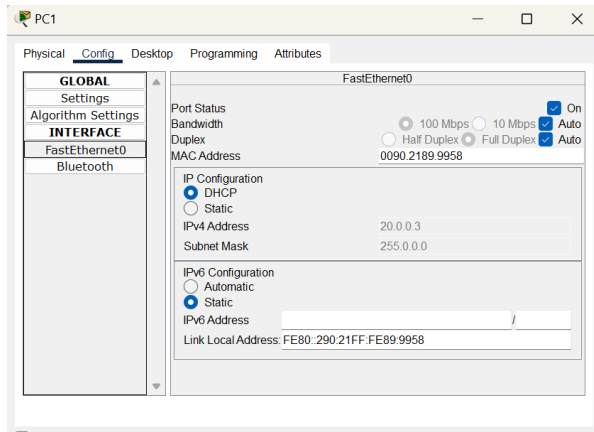 PC1
Physical Config Desktop Programming Attributes
GLOBAL
Settings
Algorithm Settings
INTERFACE
FastEthernet0
Bluetooth
FastEthernet0
Port Status On
Bandwidth 100 Mbps 10 Mbps Auto
Duplex Half Duplex Full Duplex Auto
MAC Address 0090.2189.9958
IP Configuration
DHCP
Static
IPv4 Address 20.0.0.3
Subnet Mask 255.0.0.0
IPv6 Configuration
Automatic
Static
IPv6 Address /
Link Local Address: FE80::290:21FF:FE89:9958